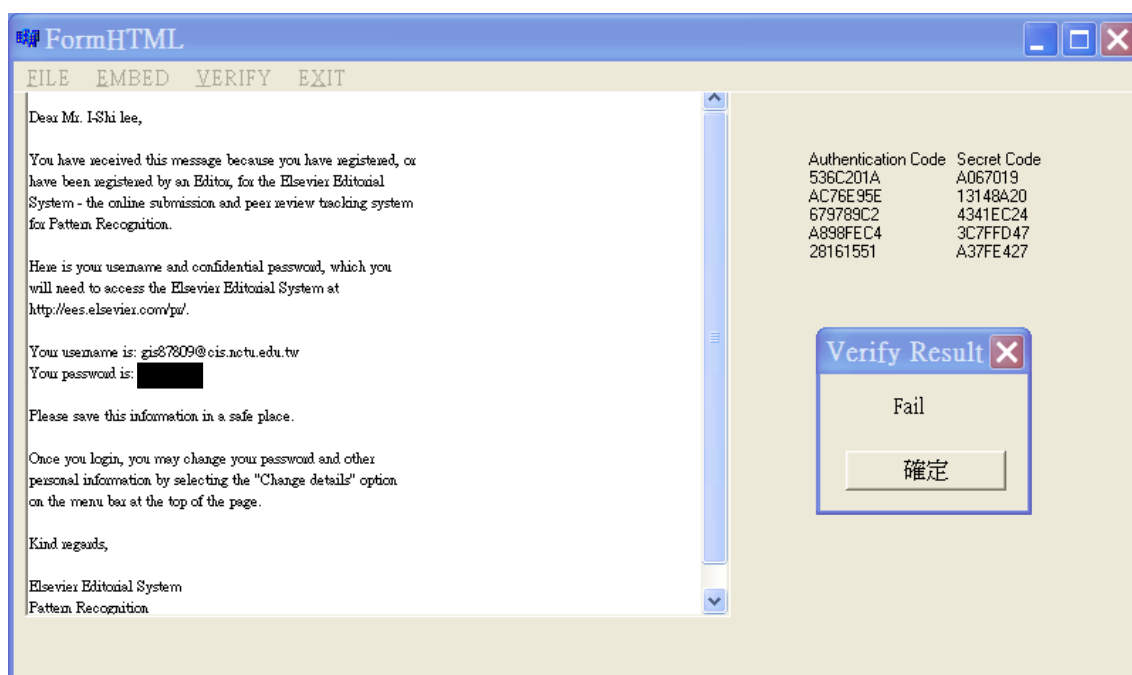 FormHTML
FILE EMBED VERIFY EXIT
Dear Mr. I-Shi lee,
You have received this message because you have registered, or
have been registered by an Editor, for the Elsevier Editorial
System - the online submission and peer review tracking system
for Pattern Recognition.
Here is your username and confidential password, which you
will need to access the Elsevier Editorial System at
http://ees.elsevier.com/pr/.
Your username is: gis87809@cis.nctu.edu.tw
Your password is:
Please save this information in a safe place.
Once you login, you may change your password and other
personal information by selecting the "Change details" option
on the menu bar at the top of the page.
Kind regards,
Elsevier Editorial System
Pattern Recognition
Authentication Code Secret Code
536C201A A067019
AC76E95E 13148A20
679789C2 4341EC24
A898FEC4 3C7FFD47
28161551 A37FE427
Verify Result
Fail
確定